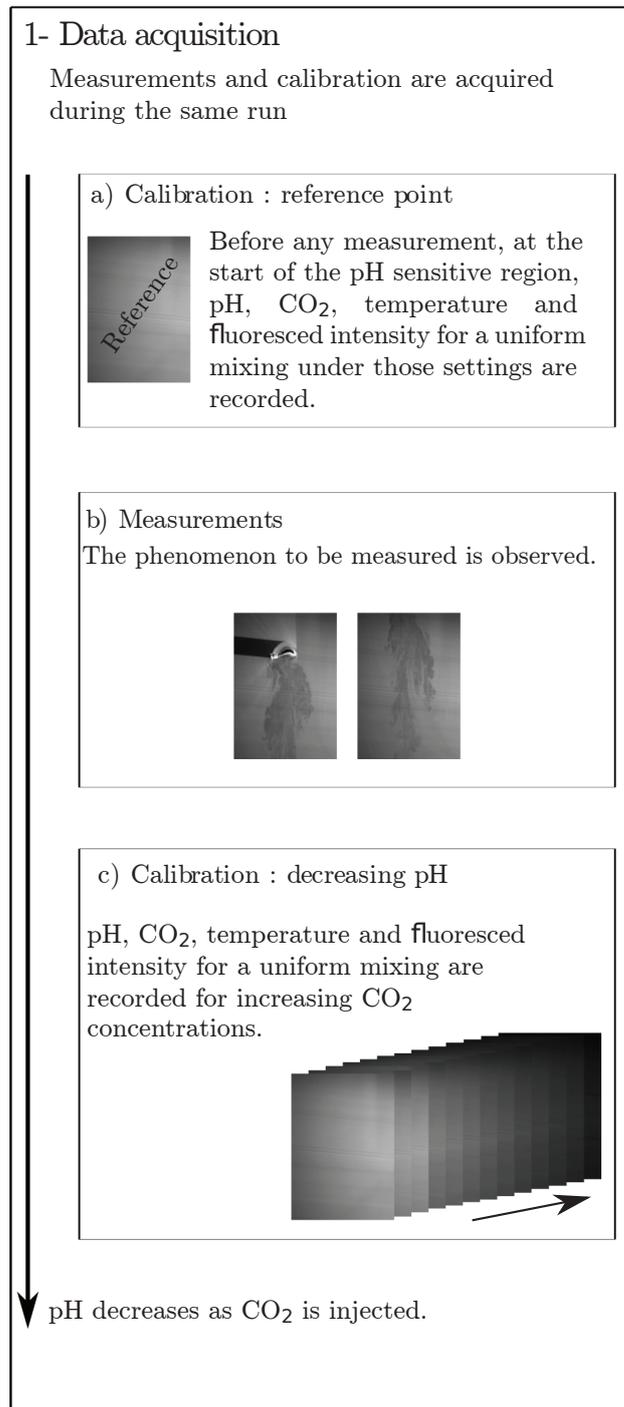 1- Data acquisition
Measurements and calibration are acquired
during the same run
a) Calibration : reference point
Reference
Before any measurement, at the
start of the pH sensitive region,
pH, CO₂, temperature and
fluoresced intensity for a uniform
mixing under those settings are
recorded.
b) Measurements
The phenomenon to be measured is observed.
c) Calibration : decreasing pH
pH, CO₂, temperature and fluoresced
intensity for a uniform mixing are
recorded for increasing CO₂
concentrations.
pH decreases as CO₂ is injected.